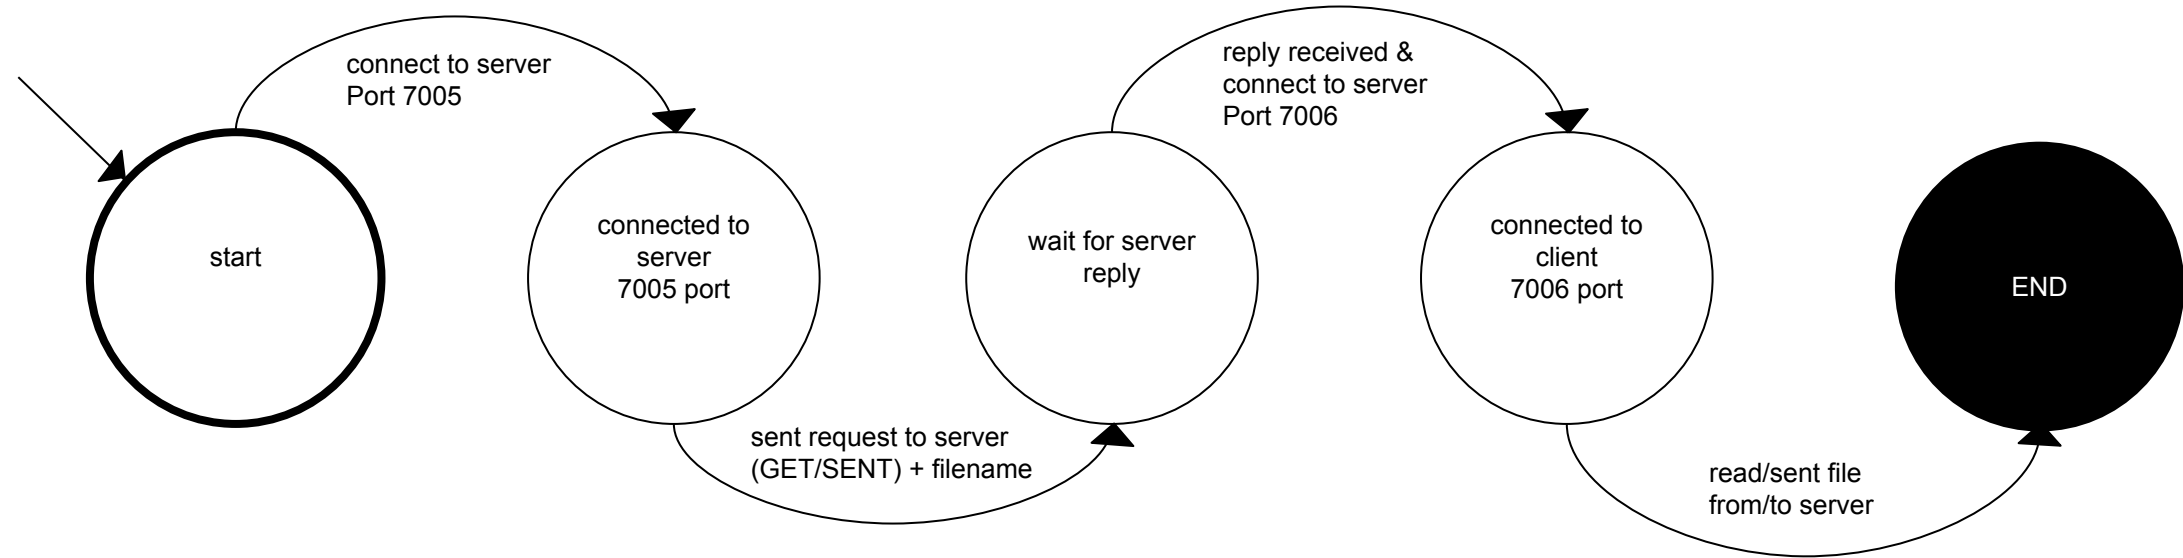 connect to server
Port 7005
reply received &
connect to server
Port 7006
start
connected to
server
7005 port
wait for server
reply
connected to
client
7006 port
END
sent request to server
(GET/SENT) + filename
read/sent file
from/to server